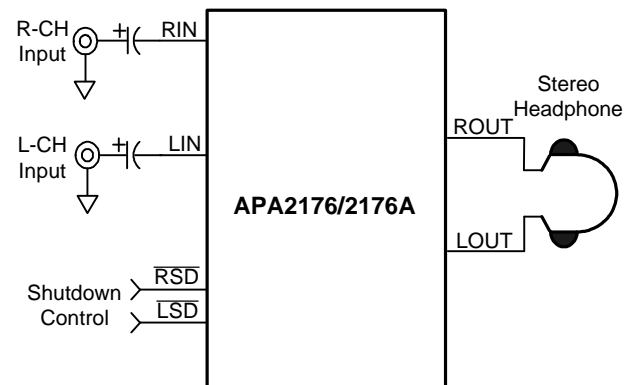 R-CH
Input
+
RIN
L-CH
Input
+
LIN
APA2176/2176A
Stereo
Headphone
ROUT
LOUT
Shutdown
Control
RSD
LSD